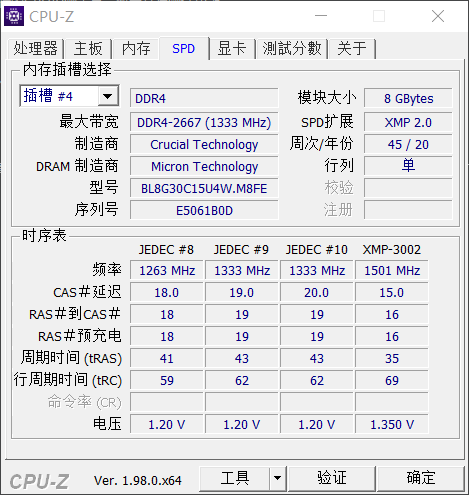 CPU-Z
处理器 主板 内存 SPD 显卡 測試分數 关于
内存插槽选择
插槽 #4 DDR4 模块大小 8 GBytes
最大带宽 DDR4-2667 (1333 MHz) SPD扩展 XMP 2.0
制造商 Crucial Technology 周次/年份 45 / 20
DRAM 制造商 Micron Technology 行列 单
型号 BL8G30C15U4W.M8FE 校验
序列号 E5061B0D 注册
时序表
JEDEC #8 JEDEC #9 JEDEC #10 XMP-3002
频率 1263 MHz 1333 MHz 1333 MHz 1501 MHz
CAS#延迟 18.0 19.0 20.0 15.0
RAS#到CAS# 18 19 19 16
RAS#预充电 18 19 19 16
周期时间 (tRAS) 41 43 43 35
行周期时间 (tRC) 59 62 62 69
命令率 (CR)
电压 1.20 V 1.20 V 1.20 V 1.350 V
CPU-Z Ver. 1.98.0.x64 工具 验证 确定